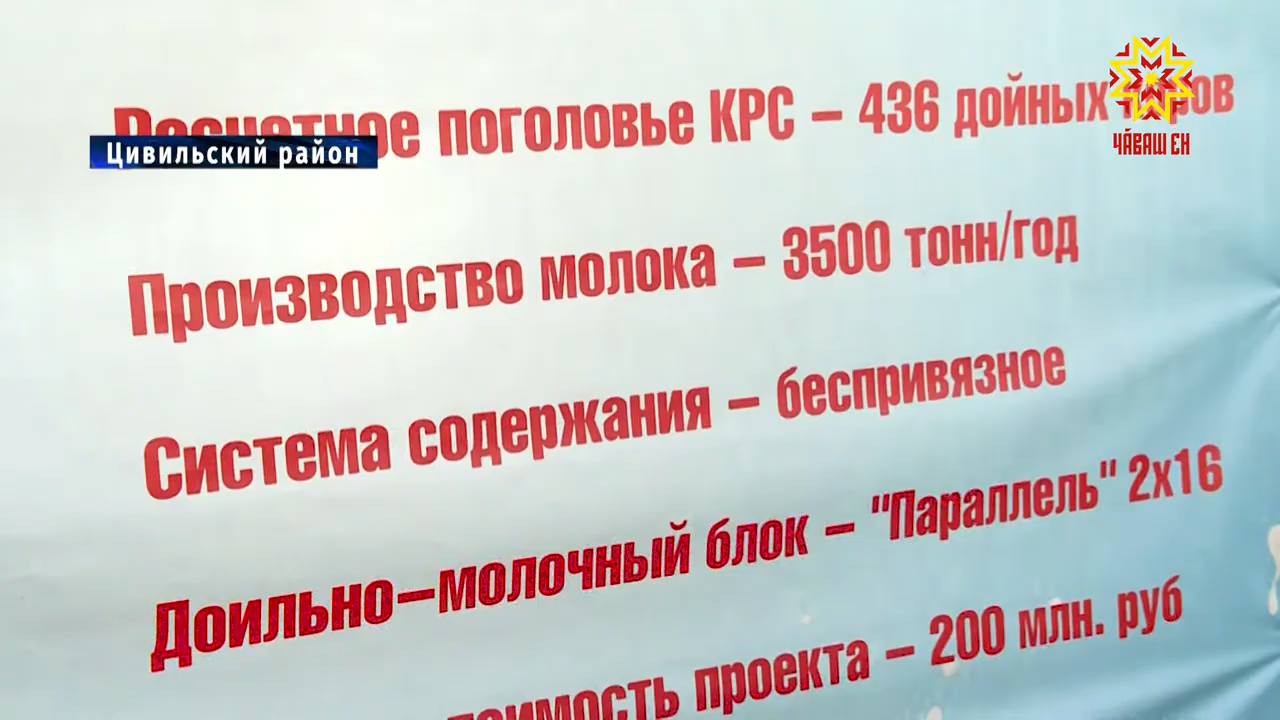 поголовье КРС – 436 дойных
Цивильский район
ЧӐВАШ ЕН
Производство молока – 3500 тонн/год
Система содержания – беспривязное
Доильно–молочный блок – "Параллель" 2х16
проекта – 200 млн. руб